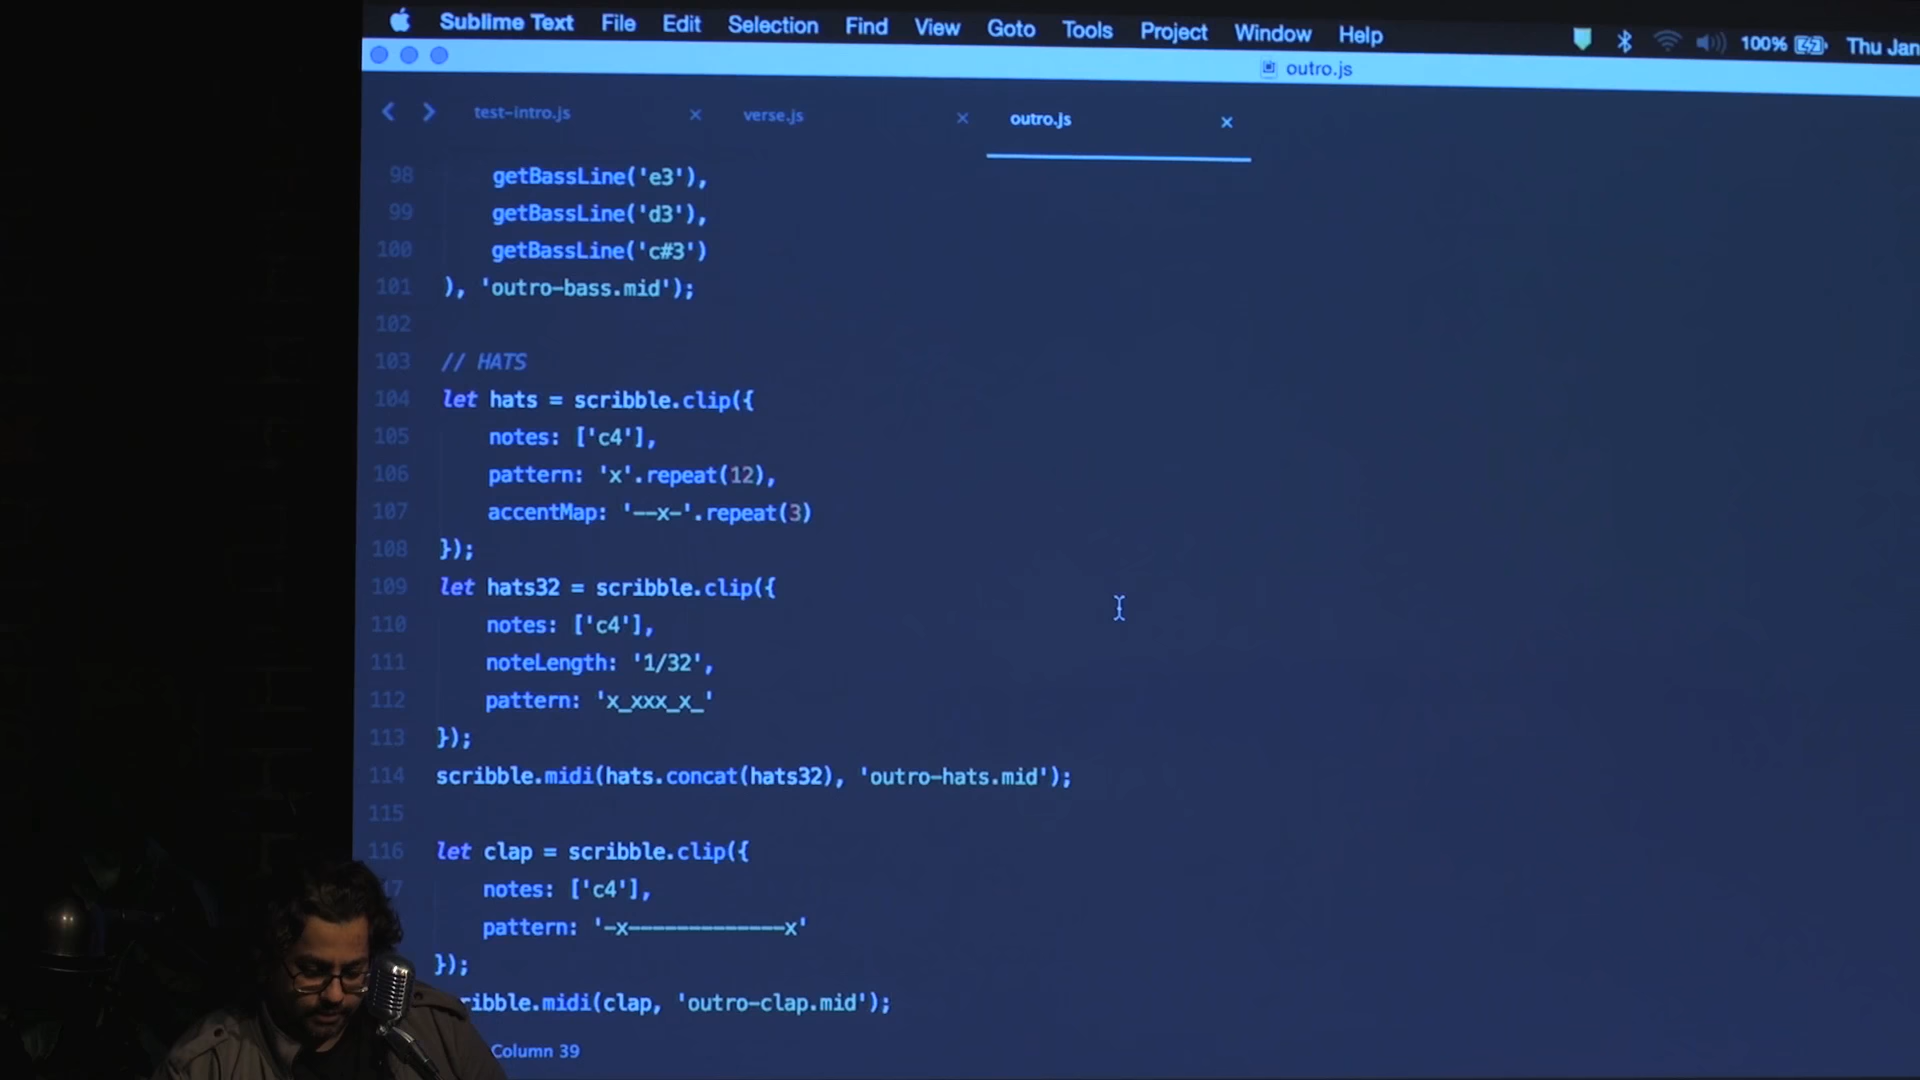 Sublime Text File Edit Selection Find View Goto Tools Project Window Help 100% Thu Jan
outro.js
test-intro.js × verse.js × outro.js ×
98 getBassLine('e3'),
99 getBassLine('d3'),
100 getBassLine('c#3')
101 ), 'outro-bass.mid');
102
103 // HATS
104 let hats = scribble.clip({
105 notes: ['c4'],
106 pattern: 'x'.repeat(12),
107 accentMap: '--x-'.repeat(3)
108 });
109 let hats32 = scribble.clip({
110 notes: ['c4'],
111 noteLength: '1/32',
112 pattern: 'x_xxx_x_'
113 });
114 scribble.midi(hats.concat(hats32), 'outro-hats.mid');
115
116 let clap = scribble.clip({
17 notes: ['c4'],
pattern: '-x-------------x'
});
ribble.midi(clap, 'outro-clap.mid');
Column 39